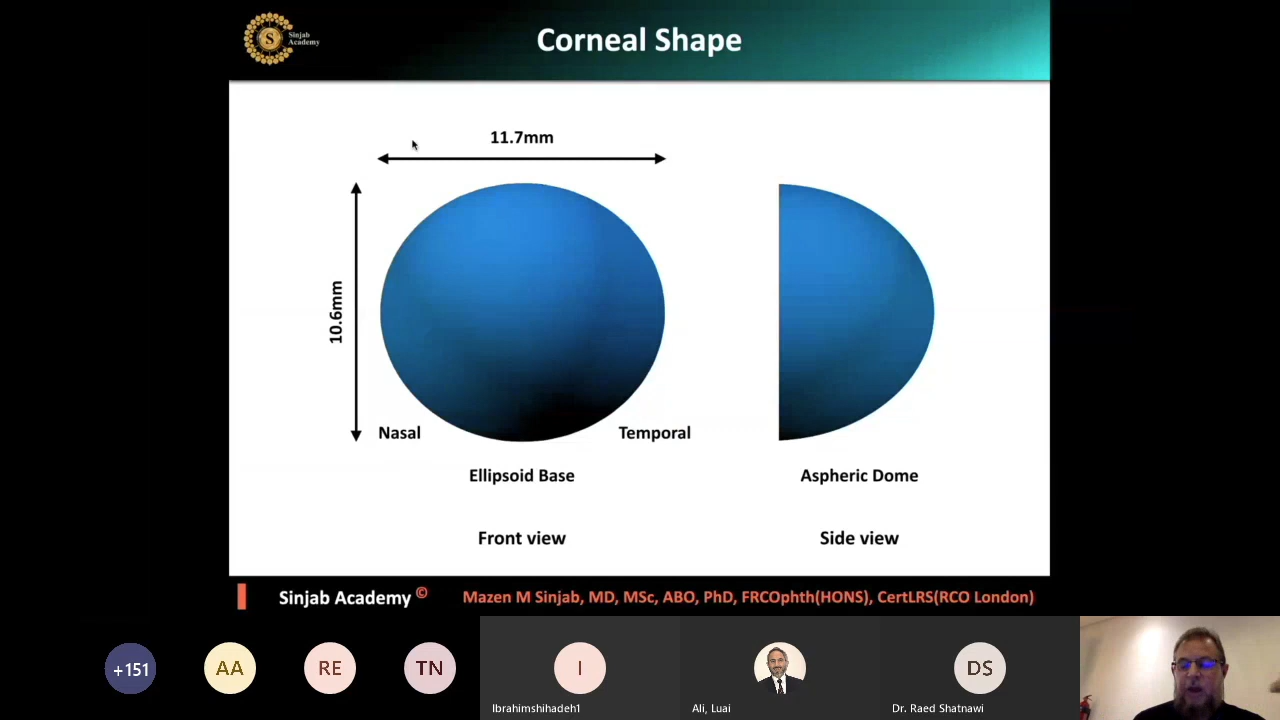 S
Sinjab
Academy
Corneal Shape
11.7mm
10.6mm
Nasal
Temporal
Ellipsoid Base
Aspheric Dome
Front view
Side view
Sinjab Academy ©
Mazen M Sinjab, MD, MSc, ABO, PhD, FRCOphth(HONS), CertLRS(RCO London)
+151
AA
RE
TN
I
DS
Ibrahimshihadeh1
Ali, Luai
Dr. Raed Shatnawi